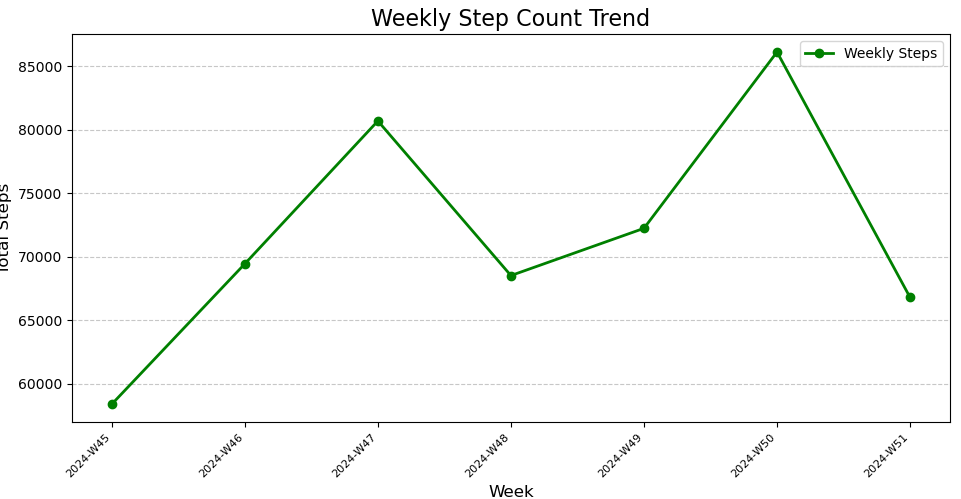 Weekly Step Count Trend
Weekly Steps
85000
80000
75000
70000
65000
60000
Total Steps
2024-W45
2024-W46
2024-W47
2024-W48
2024-W49
2024-W50
2024-W51
Week